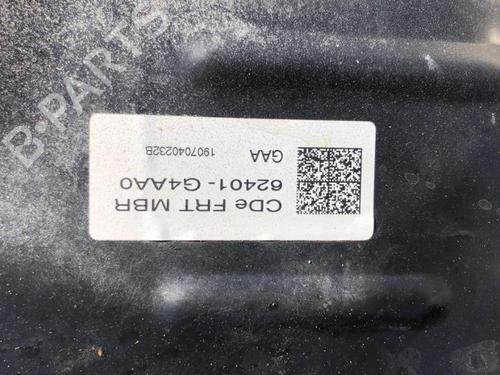 CDe FRT MBR
62401-G4AA0
GAA
1907040232B
B-PARTS